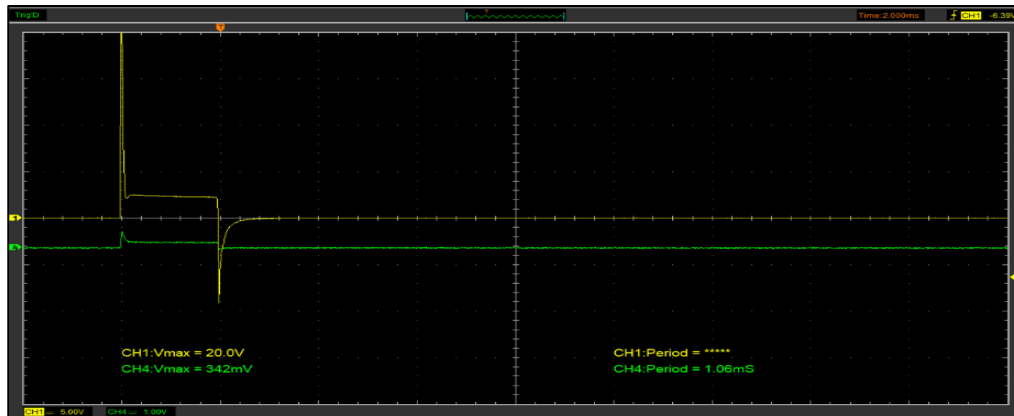 Trig'D
T
Time:2.000ms
CH1 -6.39V
T
1
4
CH1:Vmax = 20.0V
CH1:Period = *****
CH4:Vmax = 342mV
CH4:Period = 1.06mS
CH1 5.00V
CH4 1.00V